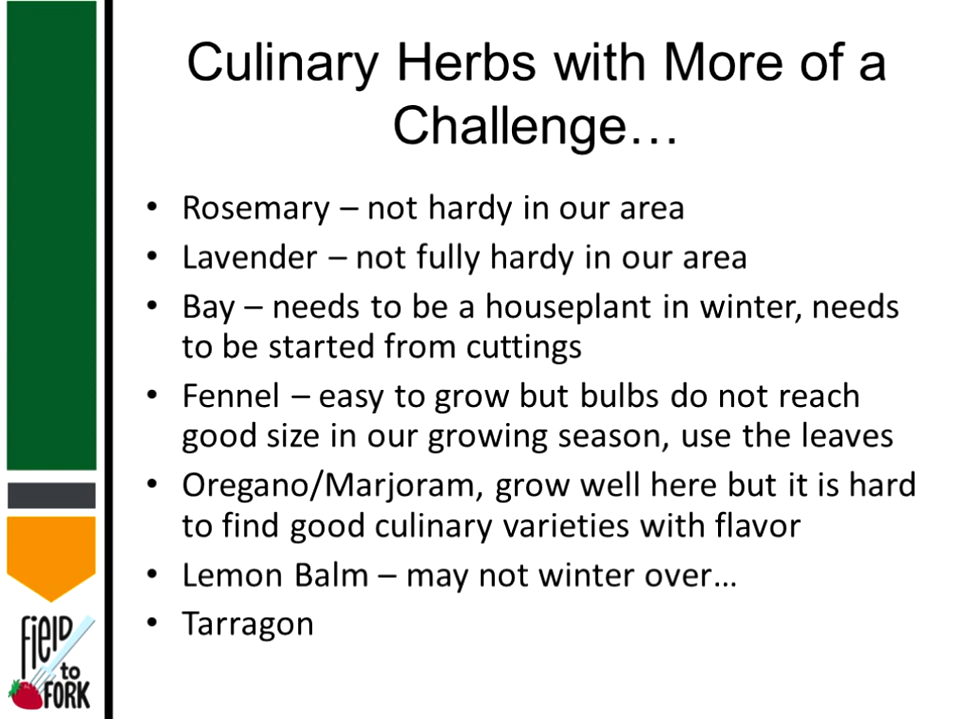 Culinary Herbs with More of a
Challenge…
• Rosemary – not hardy in our area
• Lavender – not fully hardy in our area
• Bay – needs to be a houseplant in winter, needs
to be started from cuttings
• Fennel – easy to grow but bulbs do not reach
good size in our growing season, use the leaves
• Oregano/Marjoram, grow well here but it is hard
to find good culinary varieties with flavor
• Lemon Balm – may not winter over…
• Tarragon
FielD
to
FORK